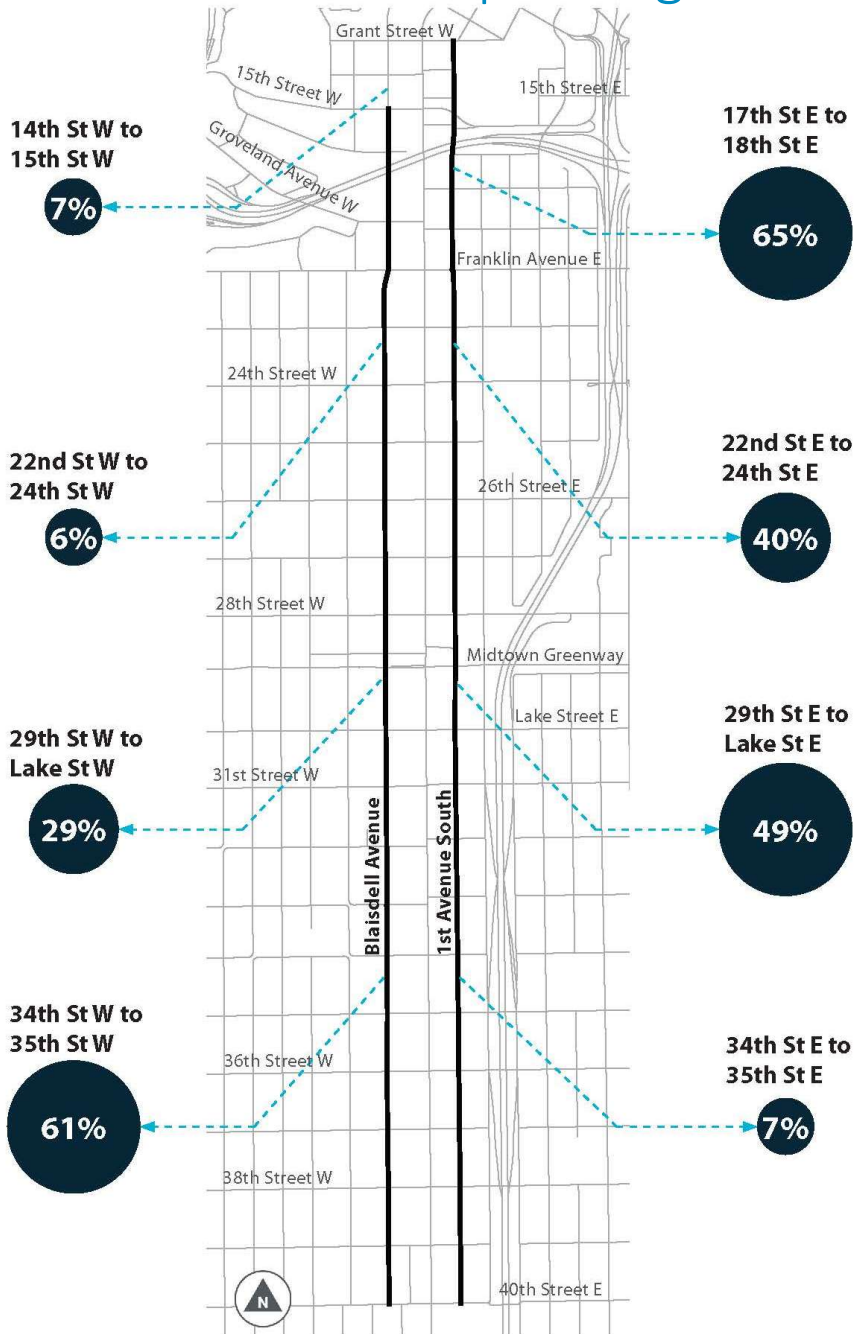 Grant Street W
15th Street W
15th Street E
14th St W to
15th St W
7%
Groveland Avenue W
17th St E to
18th St E
65%
Franklin Avenue E
24th Street W
22nd St W to
24th St W
6%
26th Street E
22nd St E to
24th St E
40%
28th Street W
Midtown Greenway
Lake Street E
29th St W to
Lake St W
29%
31st Street W
29th St E to
Lake St E
49%
Blaisdell Avenue
1st Avenue South
34th St W to
35th St W
61%
36th Street W
34th St E to
35th St E
7%
38th Street W
40th Street E
N